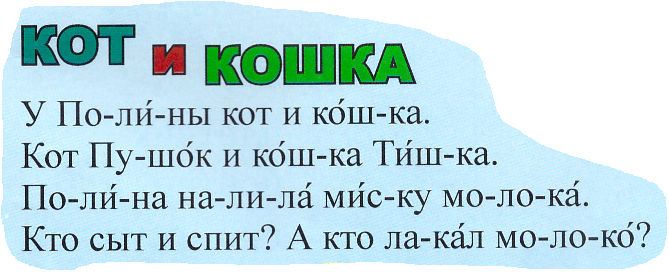 КОТ и КОШКА
У По-ли́-ны кот и ко́ш-ка.
Кот Пу-шо́к и ко́ш-ка Ти́ш-ка.
По-ли́-на на-ли-ла́ ми́с-ку мо-ло-ка́.
Кто сыт и спит? А кто ла-ка́л мо-ло-ко́?